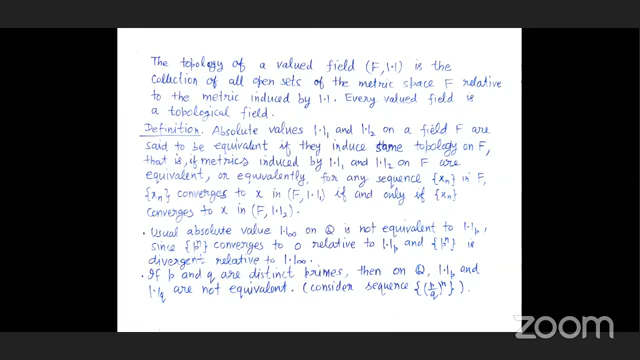 The topology of a valued field (F, |·|) is the
collection of all open sets of the metric space F relative
to the metric induced by |·|. Every valued field is
a topological field.
Definition: Absolute values |·|₁ and |·|₂ on a field F are
said to be equivalent if they induce same topology on F,
that is, if metrics induced by |·|₁ and |·|₂ on F are
equivalent, or equivalently, for any sequence {xₙ} in F,
{xₙ} converges to x in (F, |·|₁) if and only if {xₙ}
converges to x in (F, |·|₂).
• Usual absolute value |·|∞ on Q is not equivalent to |·|ₚ,
since {pⁿ} converges to 0 relative to |·|ₚ and {pⁿ} is
divergent relative to |·|∞.
• If p and q are distinct primes, then on Q, |·|ₚ and
|·|_q are not equivalent. (consider sequence {(p/q)ⁿ}).
zoom